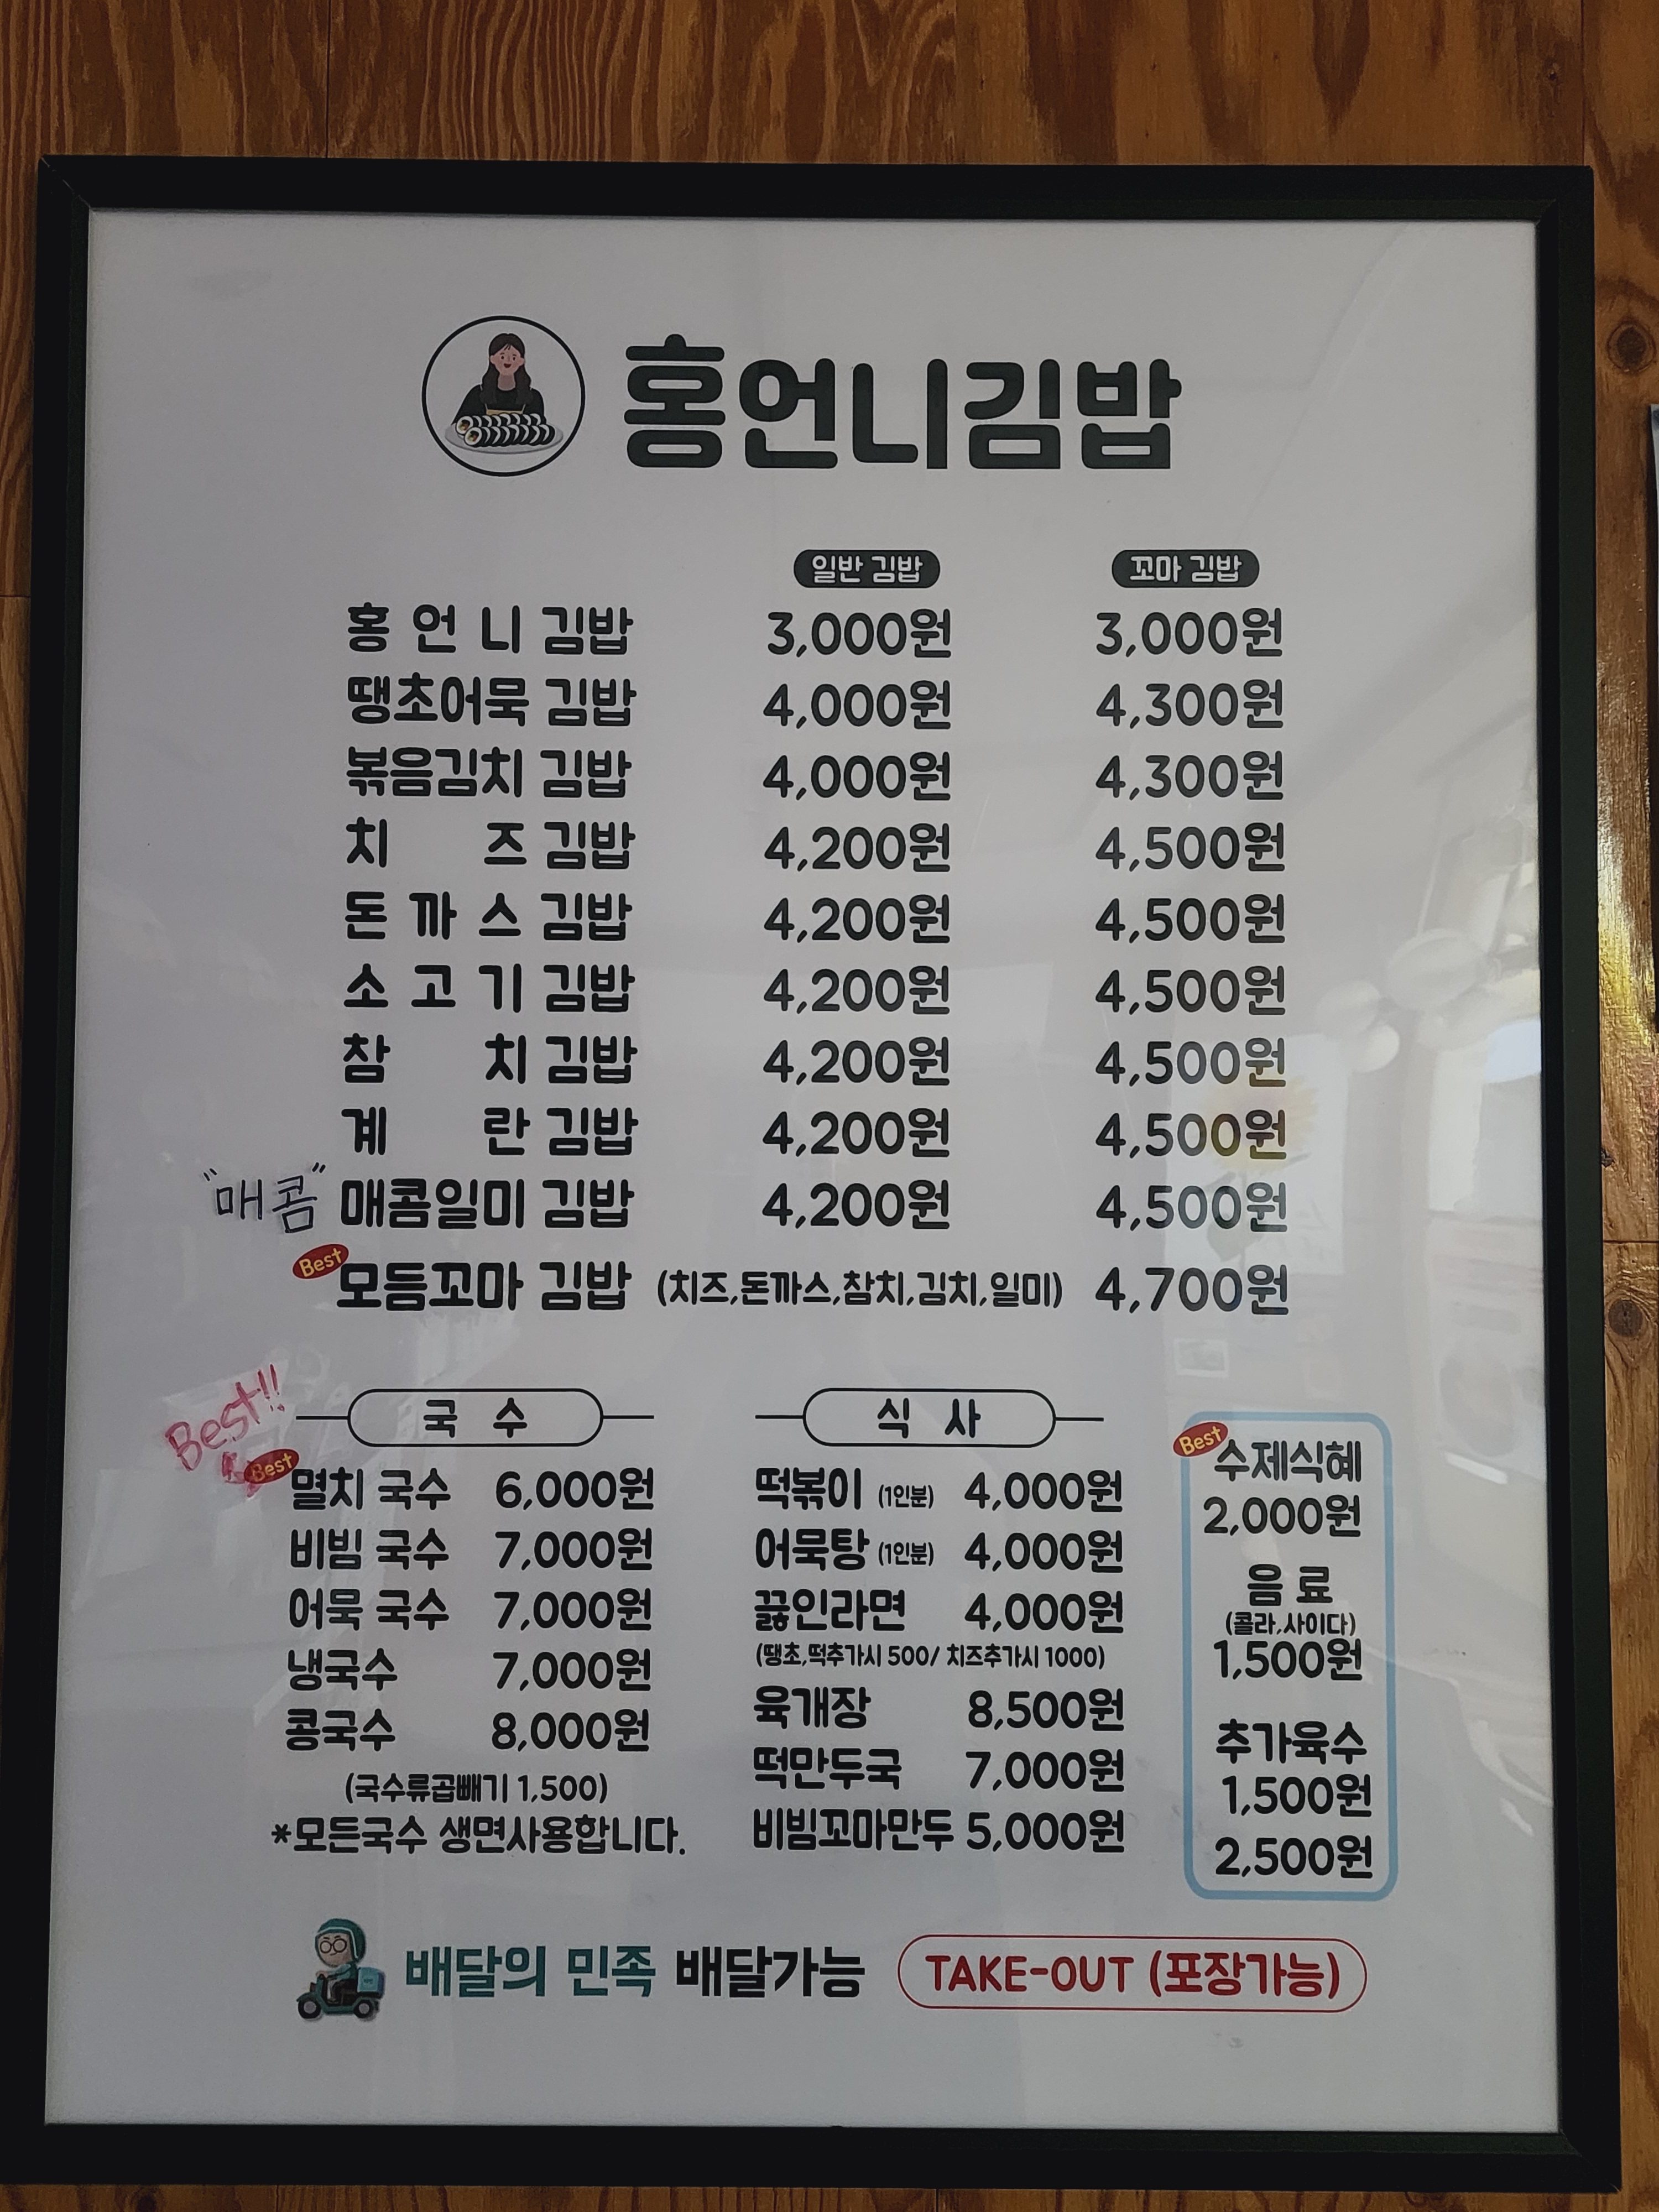 홍언니김밥
일반 김밥 꼬마 김밥
홍언니 김밥 3,000원 3,000원
땡초어묵 김밥 4,000원 4,300원
볶음김치 김밥 4,000원 4,300원
치즈 김밥 4,200원 4,500원
돈까스 김밥 4,200원 4,500원
소고기 김밥 4,200원 4,500원
참치 김밥 4,200원 4,500원
계란 김밥 4,200원 4,500원
"매콤" 매콤일미 김밥 4,200원 4,500원
Best 모듬꼬마 김밥 (치즈,돈까스,참치,김치,일미) 4,700원
Best!!
국수
Best 멸치 국수 6,000원
비빔 국수 7,000원
어묵 국수 7,000원
냉국수 7,000원
콩국수 8,000원
(국수류곱빼기 1,500)
*모든국수 생면사용합니다.
식사
떡볶이 (1인분) 4,000원
어묵탕 (1인분) 4,000원
끓인라면 4,000원
(땡초,떡추가시 500/ 치즈추가시 1000)
육개장 8,500원
떡만두국 7,000원
비빔꼬마만두 5,000원
Best 수제식혜
2,000원
음료
(콜라,사이다)
1,500원
추가육수
1,500원
2,500원
배달의 민족 배달가능 TAKE-OUT (포장가능)